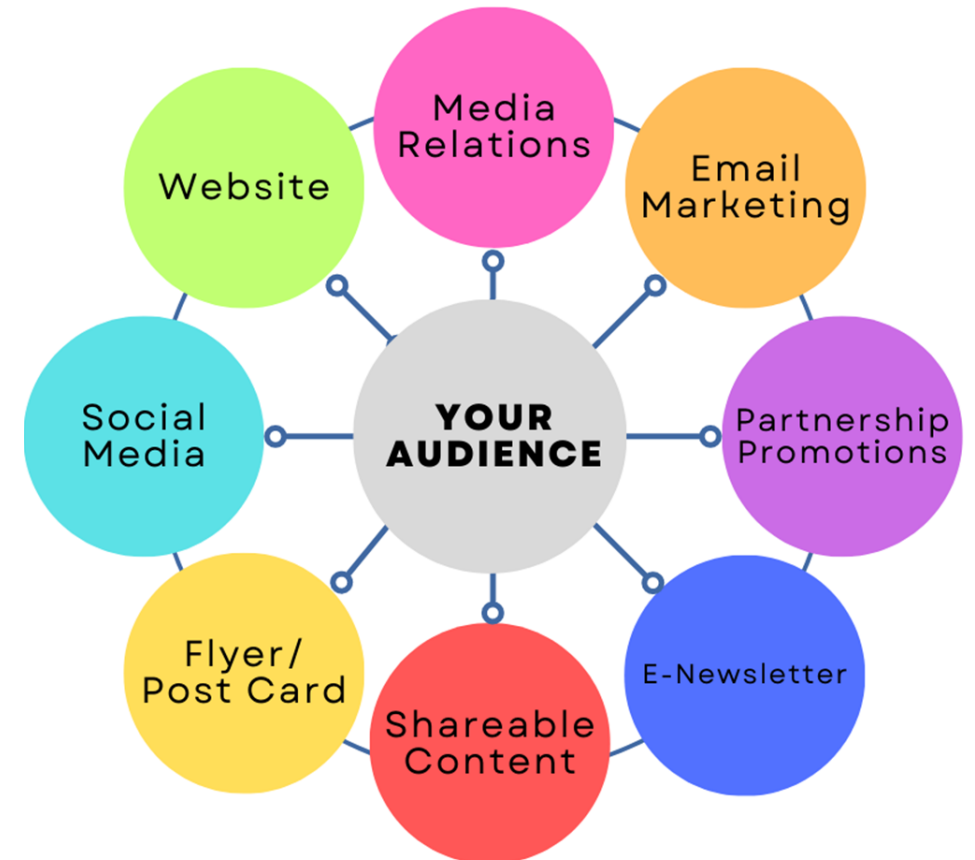 Media
Relations
Email
Marketing
Website
Partnership
Promotions
Social
Media
YOUR
AUDIENCE
E-Newsletter
Flyer/
Post Card
Shareable
Content